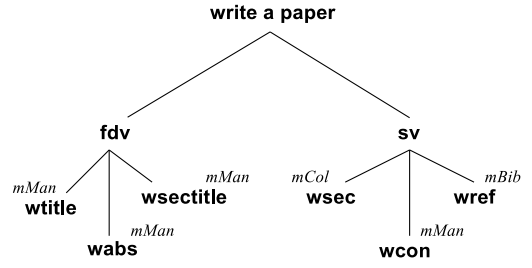 write a paper
fdv sv
mMan mMan mCol mBib
wtitle wsectitle wsec wref
mMan mMan
wabs wcon